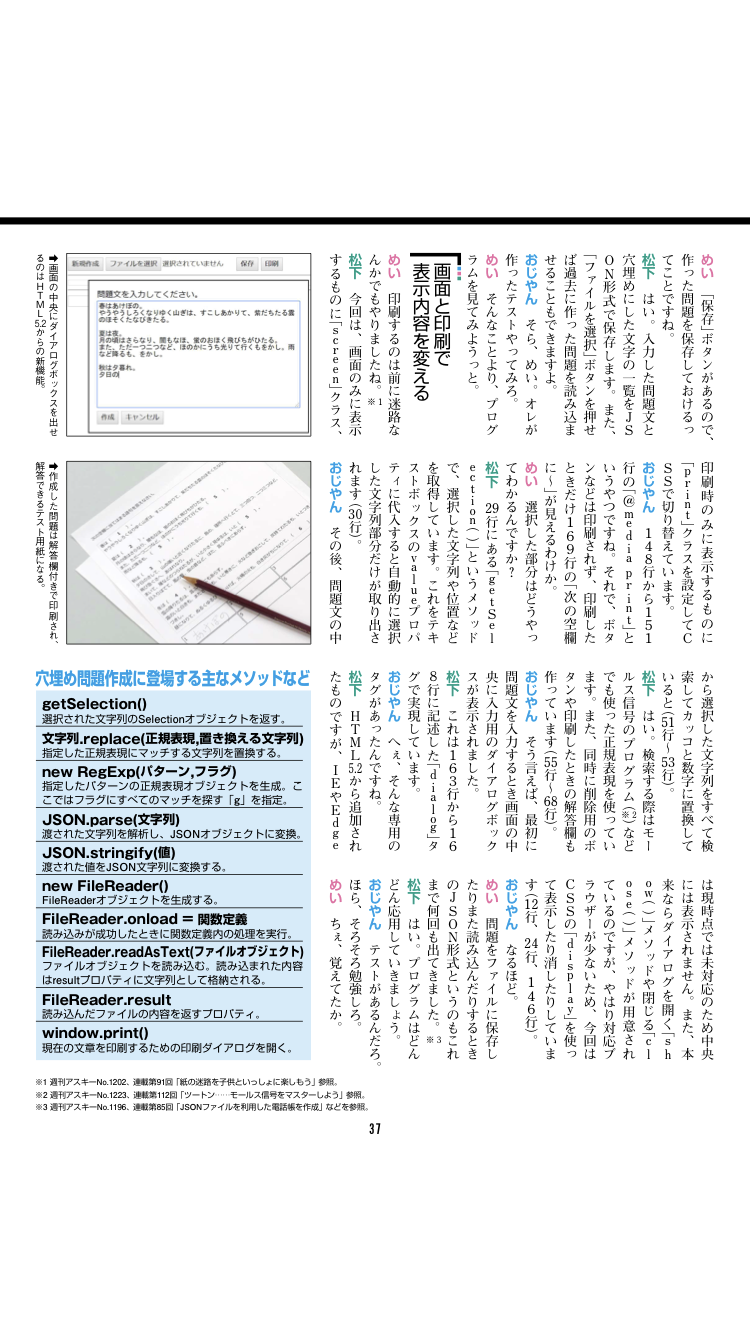 めい　「保存」ボタンがあるので、
作った問題を保存しておけるっ
てことですね。
松下　はい。入力した問題文と
穴埋めにした文字の一覧をJS
ON形式で保存します。また、
「ファイルを選択」ボタンを押せ
ば過去に作った問題を読み込ま
せることもできますよ。
おじやん　そら、めい。オレが
作ったテストやってみろ。
めい　そんなことより、プログ
ラムを見てみようっと。
画面と印刷で
表示内容を変える
めい　印刷するのは前に迷路な
んかでもやりましたね。※1
松下　今回は、画面のみに表示
するものに「screen」クラス、
印刷時のみに表示するものに
「print」クラスを設定してC
SSで切り替えています。
おじやん　148行から151
行の「@media print」と
いうやつですね。それで、ボタ
ンなどは印刷されず、印刷した
ときだけ169行の「次の空欄
に〜」が見えるわけか。
めい　選択した部分はどうやっ
てわかるんですか?
松下　29行にある「getSel
ection()」というメソッド
で、選択した文字列や位置など
を取得しています。これをテキ
ストボックスのvalueプロパ
ティに代入すると自動的に選択
した文字列部分だけが取り出さ
れます(30行)。
おじやん　その後、問題文の中
から選択した文字列をすべて検
索してカッコと数字に置換して
いると(51行〜53行)。
松下　はい。検索する際はモー
ルス信号のプログラム(※2)など
でも使った正規表現を使ってい
ます。また、同時に削除用のボ
タンや印刷したときの解答欄も
作っています(55行〜68行)。
おじやん　そう言えば、最初に
問題文を入力するとき画面の中
央に入力用のダイアログボック
スが表示されました。
松下　これは163行から16
8行に記述した「dialog」タ
グで実現しています。
おじやん　へぇ、そんな専用の
タグがあったんですね。
松下　HTML5.2から追加され
たものですが、IEやEdge
は現時点では未対応のため中央
には表示されません。また、本
来ならダイアログを開く「sh
ow()」メソッドや閉じる「cl
ose()」メソッドが用意され
ているのですが、やはり対応ブ
ラウザーが少ないため、今回は
CSSの「display」を使っ
て表示したり消したりしていま
す(12行、24行、146行)。
おじやん　なるほど。
めい　問題をファイルに保存し
たりまた読み込んだりするとき
のJSON形式というのもこれ
まで何回も出てきました。※3
松下　はい。プログラムはどん
どん応用していきましょう。
おじやん　テストがあるんだろ。
ほら、そろそろ勉強しろ。
めい　ちぇ、覚えてたか。
新規作成　ファイルを選択　選択されていません　保存　印刷
問題文を入力してください。
春はあけぼの。
やうやうしろくなりゆく山ぎは、すこしあかりて、紫だちたる雲
のほそくたなびきたる。
夏は夜。
月の頃はさらなり、闇もなほ、蛍のおほく飛びちがひたる。
また、ただ一つ二つなど、ほのかにうち光りて行くもをかし。雨
など降るも、をかし。
秋は夕暮れ。
夕日の
作成　キャンセル
➡画面の中央にダイアログボックスを出せ
るのはHTML5.2からの新機能。
➡作成した問題は解答欄付きで印刷され、
解答できるテスト用紙になる。
穴埋め問題作成に登場する主なメソッドなど
getSelection()
選択された文字列のSelectionオブジェクトを返す。
文字列.replace(正規表現,置き換える文字列)
指定した正規表現にマッチする文字列を置換する。
new RegExp(パターン,フラグ)
指定したパターンの正規表現オブジェクトを生成。こ
こではフラグにすべてのマッチを探す「g」を指定。
JSON.parse(文字列)
渡された文字列を解析し、JSONオブジェクトに変換。
JSON.stringify(値)
渡された値をJSON文字列に変換する。
new FileReader()
FileReaderオブジェクトを生成する。
FileReader.onload = 関数定義
読み込みが成功したときに関数定義内の処理を実行。
FileReader.readAsText(ファイルオブジェクト)
ファイルオブジェクトを読み込む。読み込まれた内容
はresultプロパティに文字列として格納される。
FileReader.result
読み込んだファイルの内容を返すプロパティ。
window.print()
現在の文章を印刷するための印刷ダイアログを開く。
※1 週刊アスキーNo.1202、連載第91回「紙の迷路を子供といっしょに楽しもう」参照。
※2 週刊アスキーNo.1223、連載第112回「ツートン……モールス信号をマスターしよう」参照。
※3 週刊アスキーNo.1196、連載第85回「JSONファイルを利用した電話帳を作成」などを参照。
37